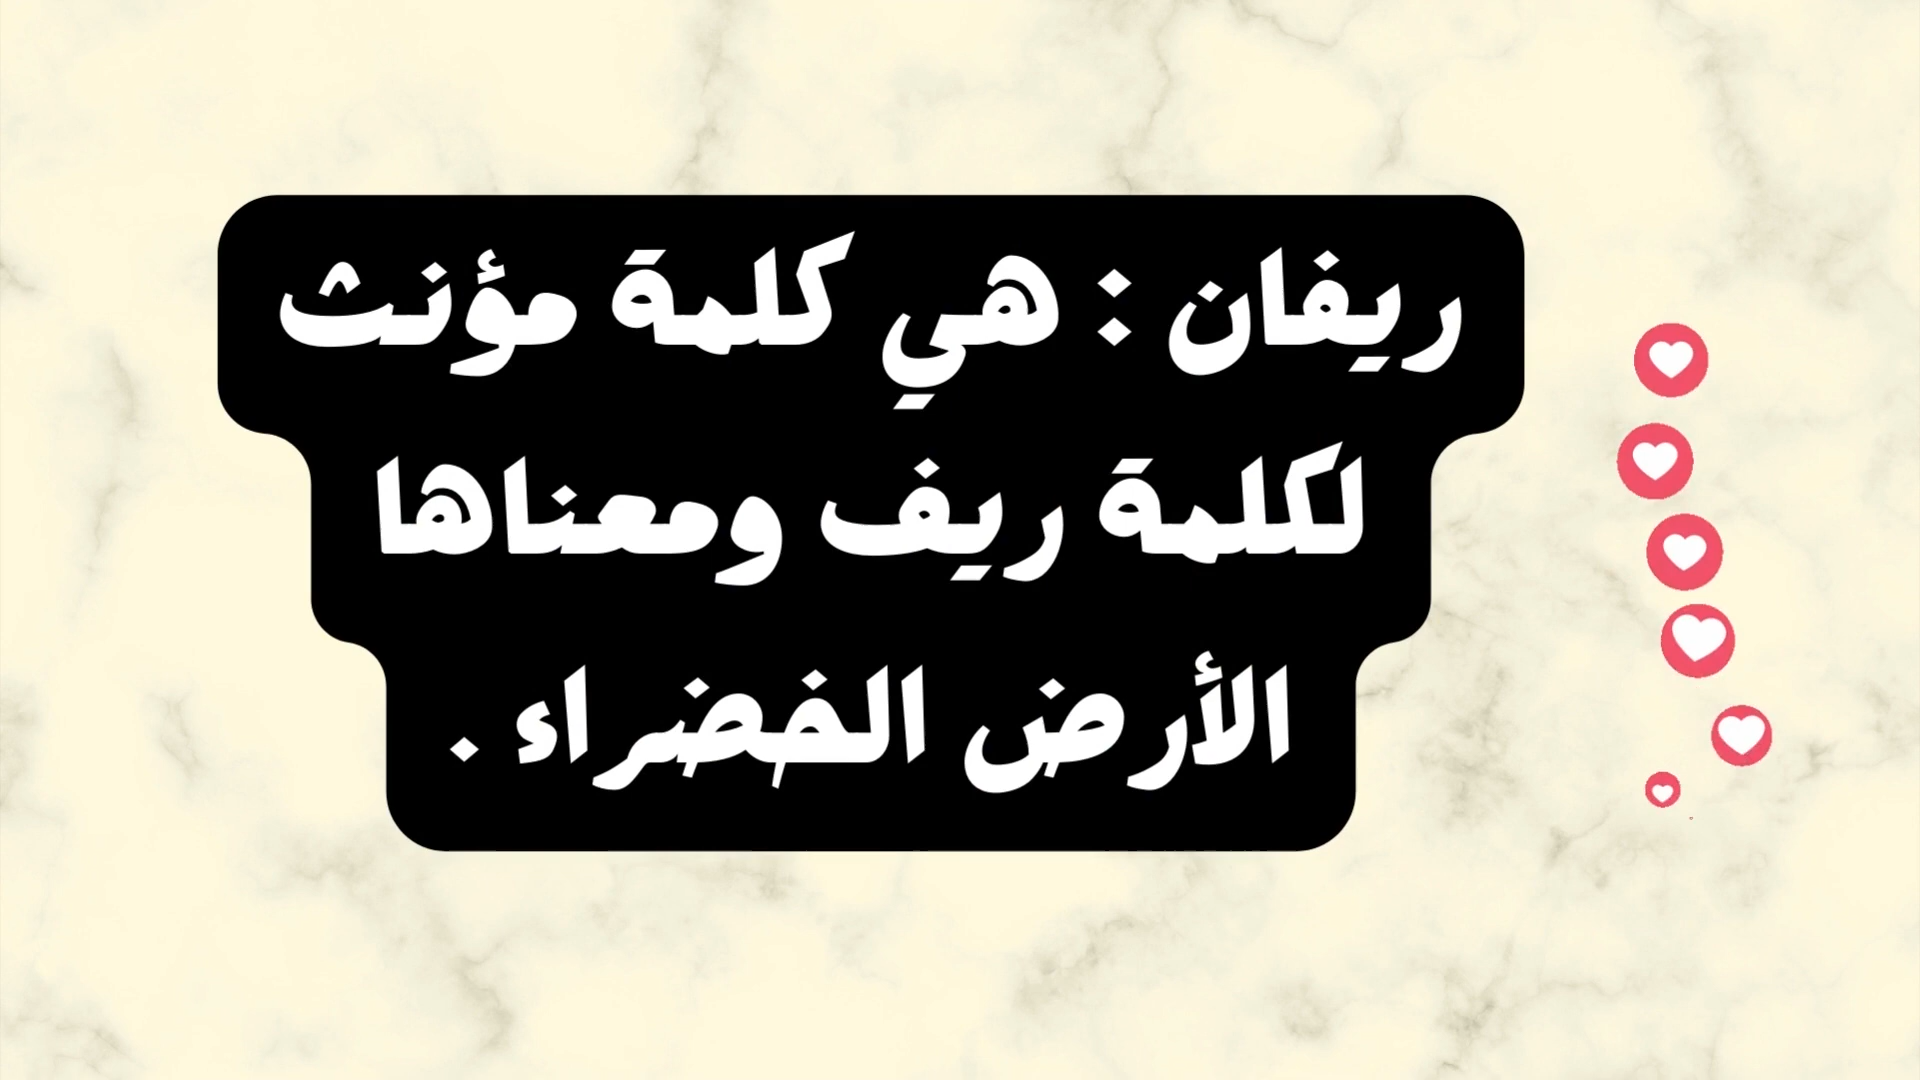 ريفان : هي كلمة مؤنث
لكلمة ريف ومعناها
الأرض الخضراء .